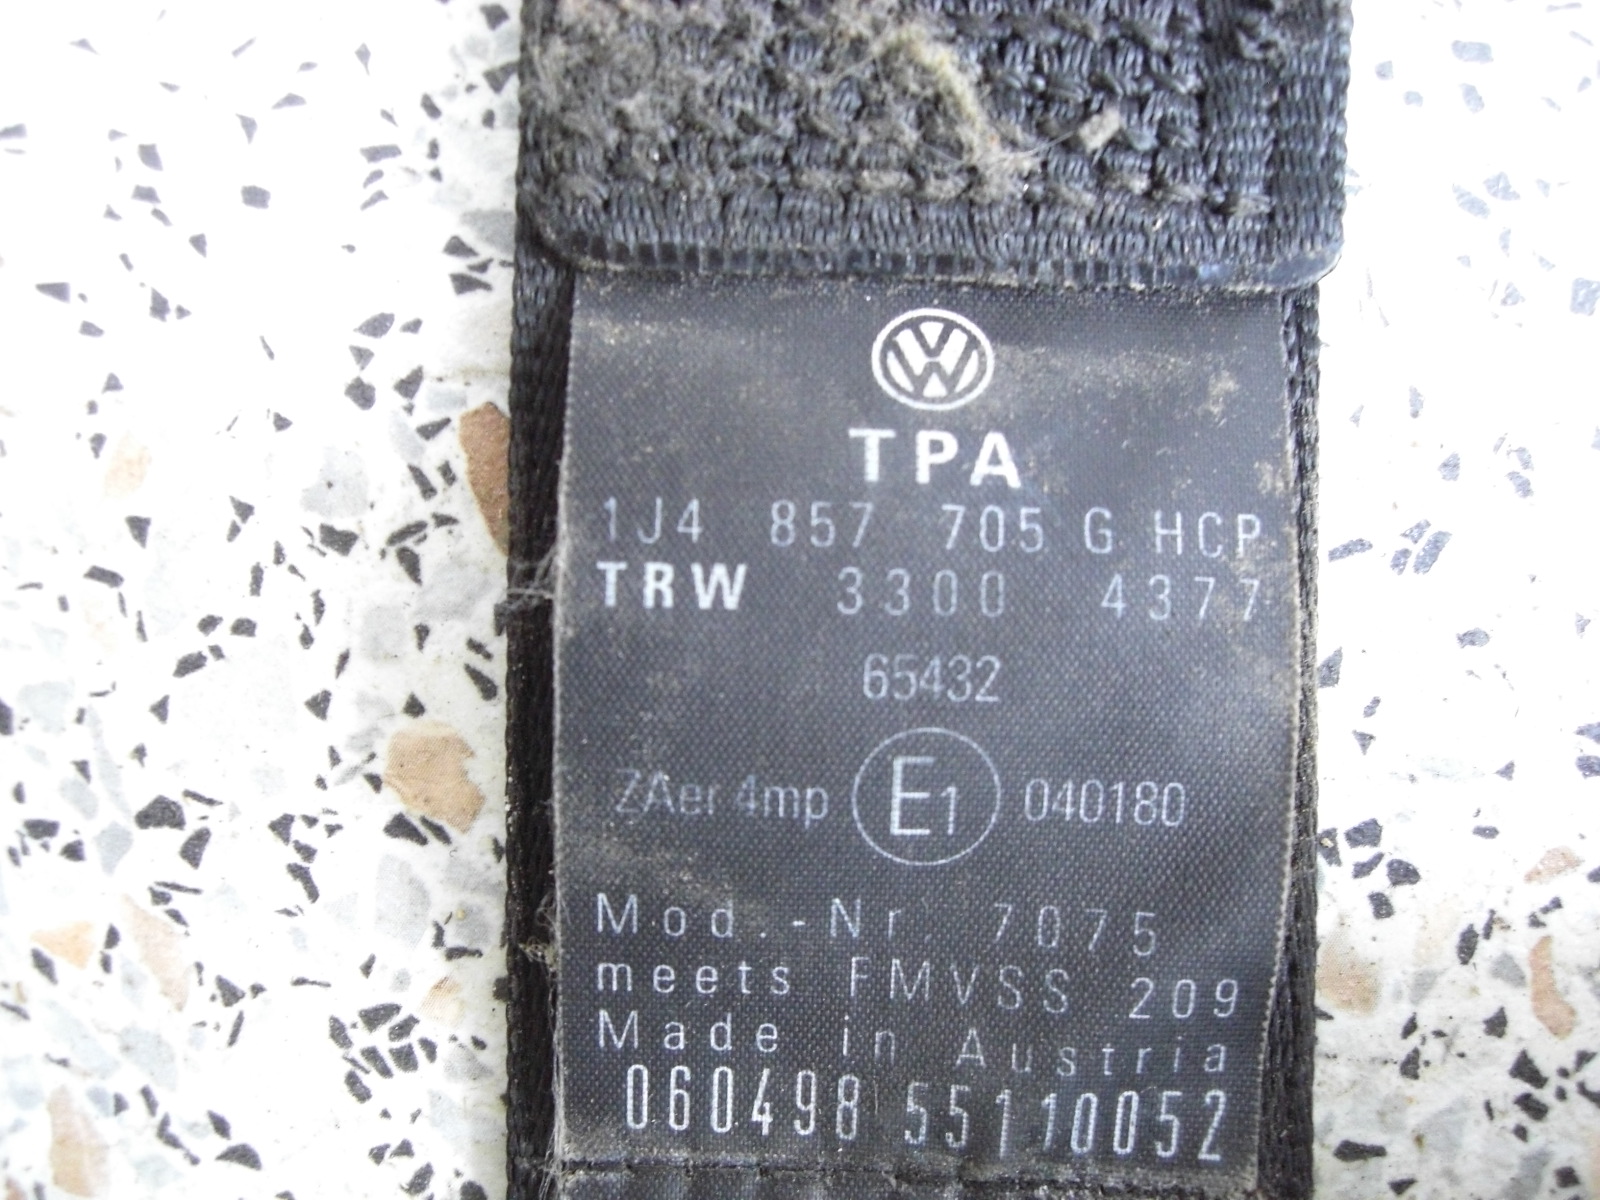 VW
TPA
1J4 857 705 G HCP
TRW 3300 4377
65432
ZAer 4mp E1 040180
Mod.-Nr. 7075
meets FMVSS 209
Made in Austria
060498 55110052